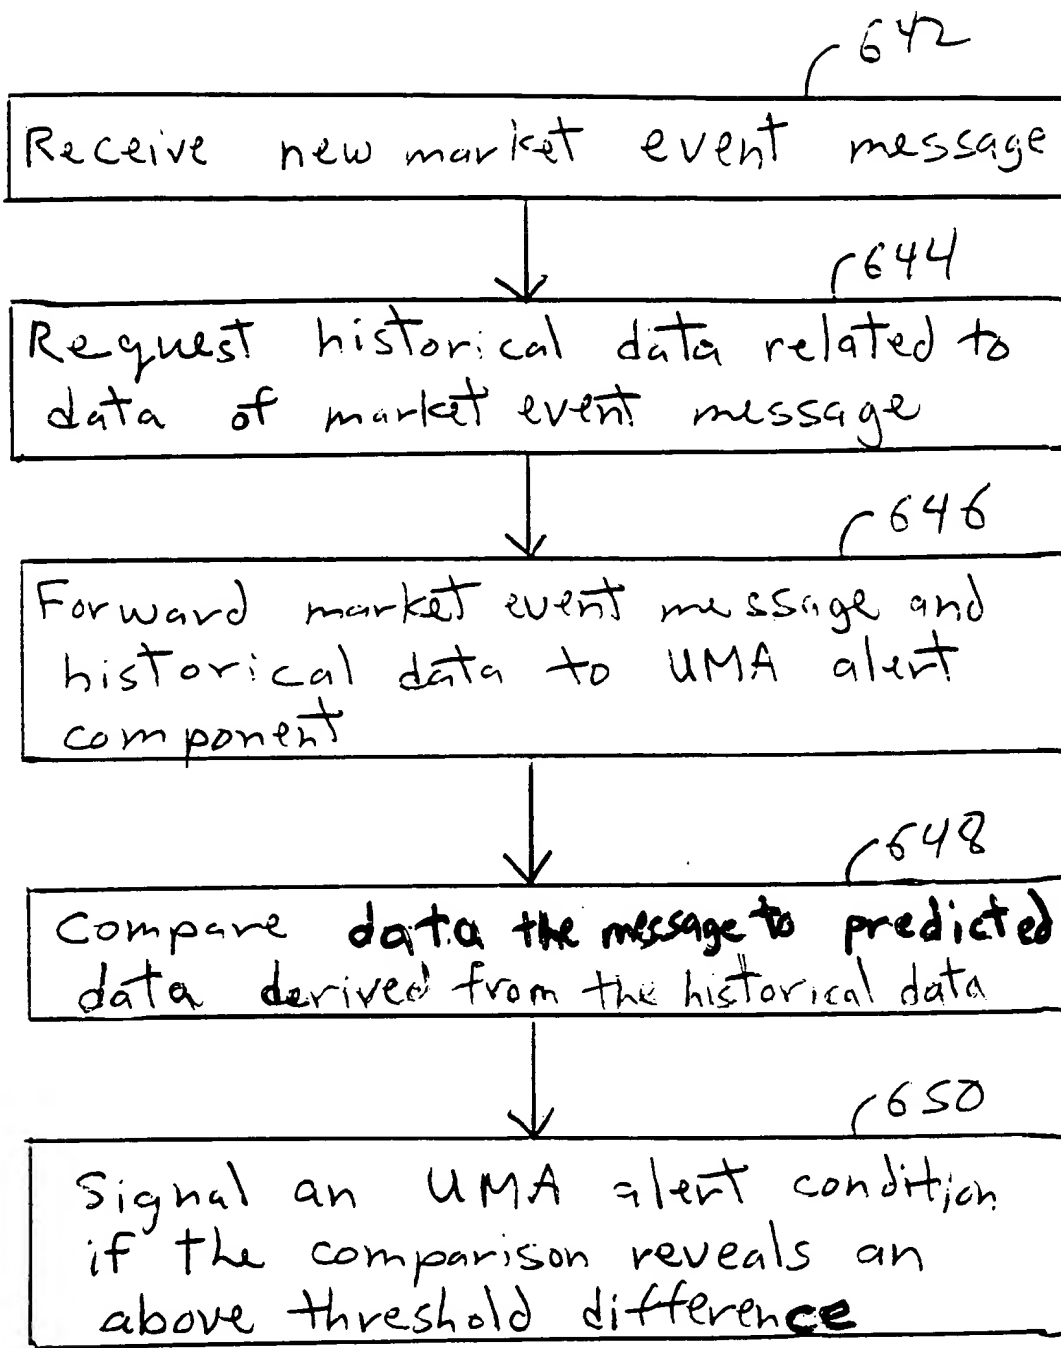 642
Receive new market event message
644
Request historical data related to
data of market event message
646
Forward market event message and
historical data to UMA alert
component
648
Compare data the message to predicted
data derived from the historical data
650
Signal an UMA alert condition
if the comparison reveals an
above threshold difference